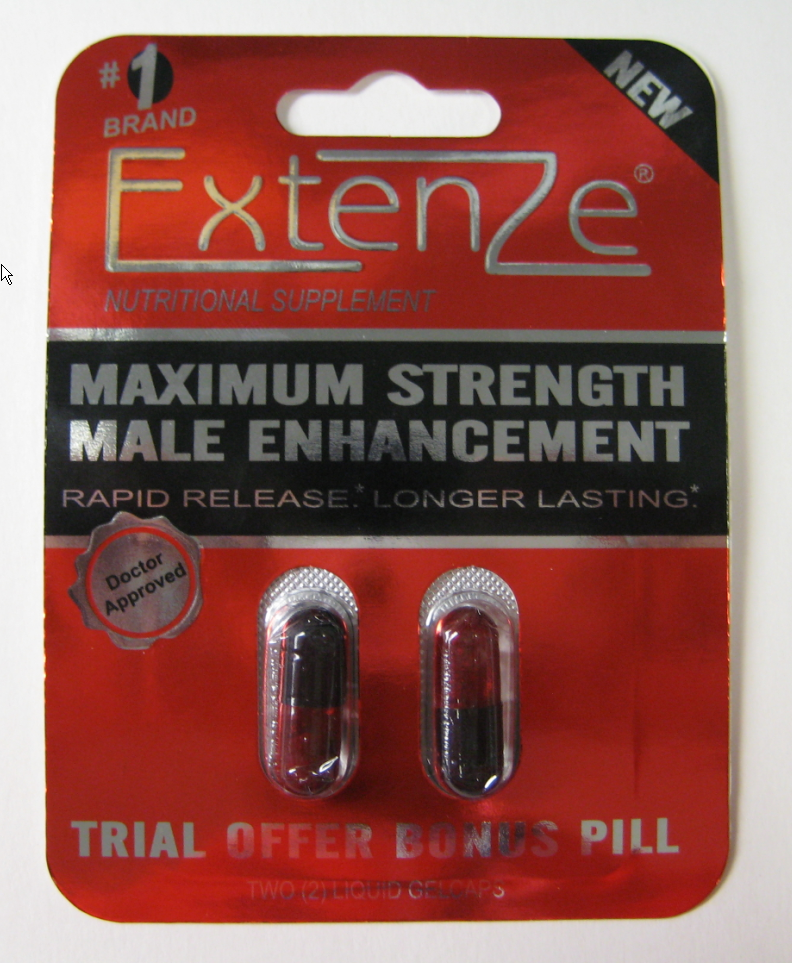 #1
BRAND
NEW
ExtenZe®
NUTRITIONAL SUPPLEMENT
MAXIMUM STRENGTH
MALE ENHANCEMENT
RAPID RELEASE.* LONGER LASTING.*
Doctor
Approved
TRIAL OFFER BONUS PILL
TWO (2) LIQUID GELCAPS